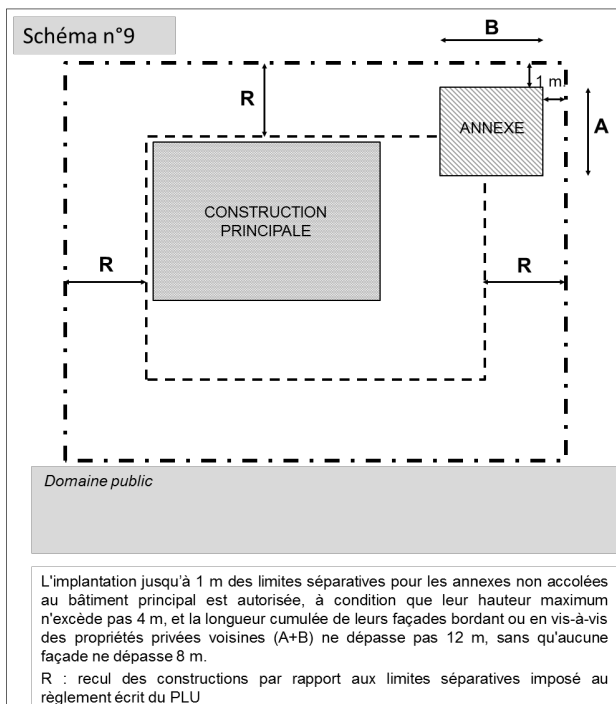 Schéma n°9
B
R
1 m
ANNEXE
A
CONSTRUCTION
PRINCIPALE
R
R
Domaine public
L'implantation jusqu'à 1 m des limites séparatives pour les annexes non accolées
au bâtiment principal est autorisée, à condition que leur hauteur maximum
n'excède pas 4 m, et la longueur cumulée de leurs façades bordant ou en vis-à-vis
des propriétés privées voisines (A+B) ne dépasse pas 12 m, sans qu'aucune
façade ne dépasse 8 m.
R : recul des constructions par rapport aux limites séparatives imposé au
règlement écrit du PLU